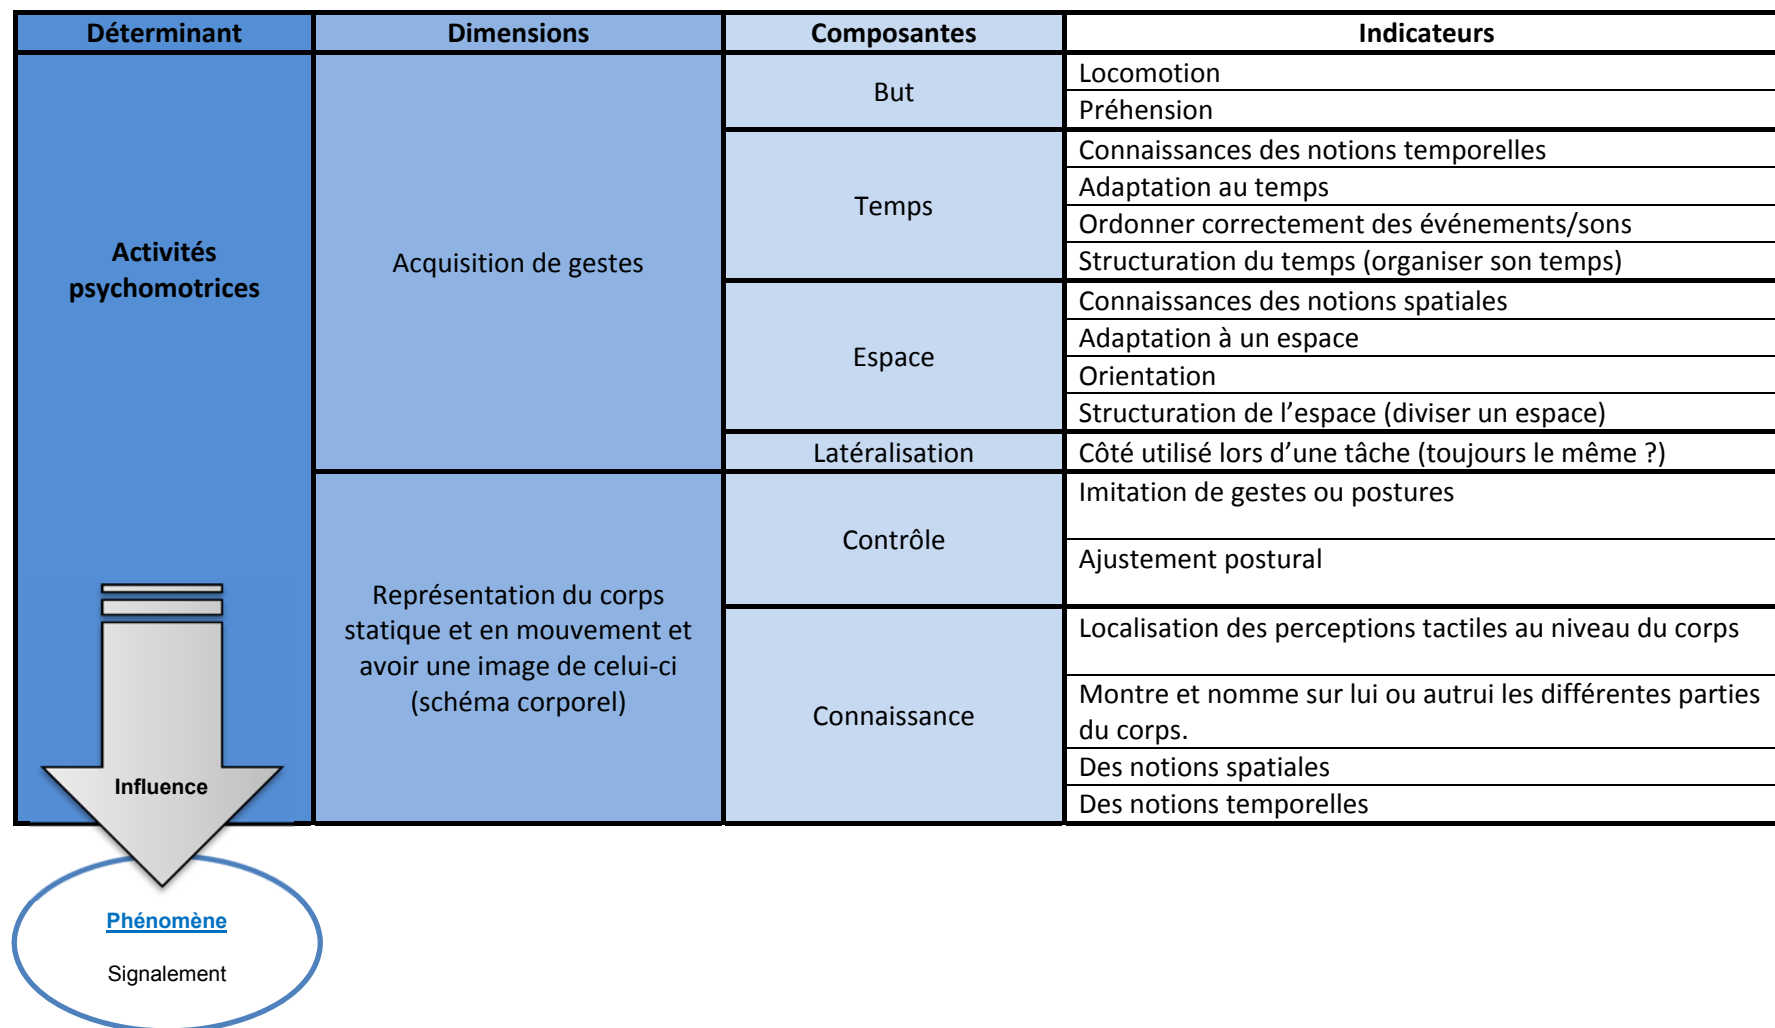 Déterminant
Dimensions
Composantes
Indicateurs
Activités
psychomotrices
Acquisition de gestes
But
Locomotion
Préhension
Temps
Connaissances des notions temporelles
Adaptation au temps
Ordonner correctement des événements/sons
Structuration du temps (organiser son temps)
Espace
Connaissances des notions spatiales
Adaptation à un espace
Orientation
Structuration de l’espace (diviser un espace)
Latéralisation
Côté utilisé lors d’une tâche (toujours le même ?)
Représentation du corps
statique et en mouvement et
avoir une image de celui-ci
(schéma corporel)
Contrôle
Imitation de gestes ou postures
Ajustement postural
Connaissance
Localisation des perceptions tactiles au niveau du corps
Montre et nomme sur lui ou autrui les différentes parties
du corps.
Des notions spatiales
Des notions temporelles
Influence
Phénomène
Signalement